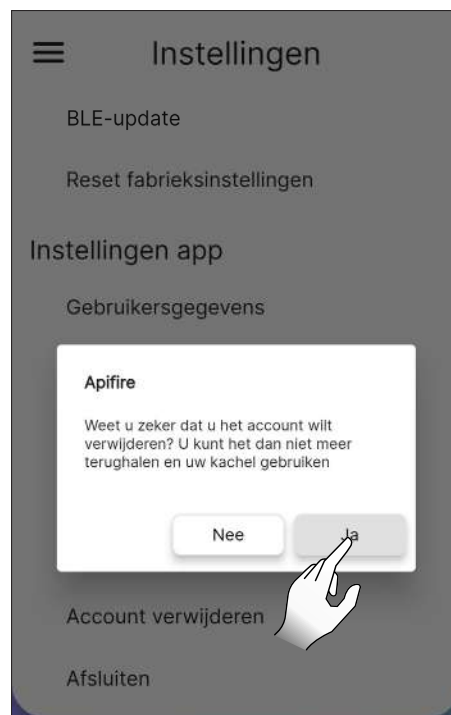 Instellingen
BLE-update
Reset fabrieksinstellingen
Instellingen app
Gebruikersgegevens
Apifire
Weet u zeker dat u het account wilt
verwijderen? U kunt het dan niet meer
terughalen en uw kachel gebruiken
Nee
Ja
Account verwijderen
Afsluiten